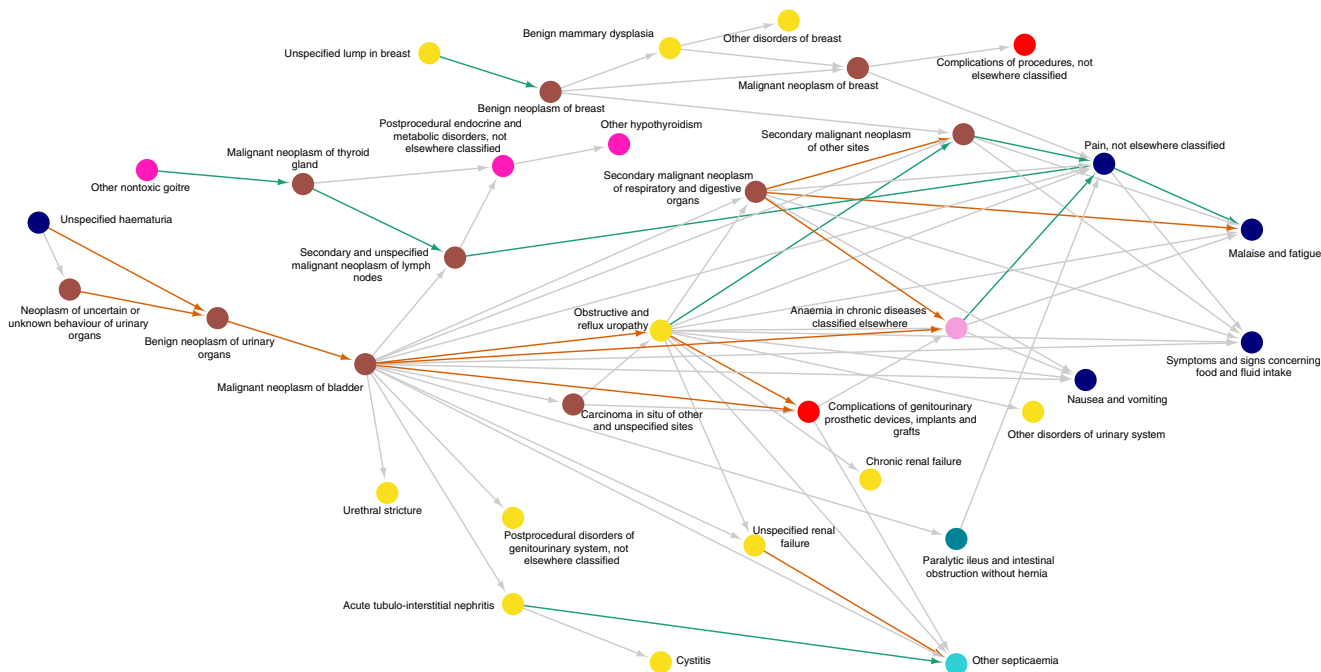 Benign mammary dysplasia
Other disorders of breast
Unspecified lump in breast
Complications of procedures, not
elsewhere classified
Malignant neoplasm of breast
Benign neoplasm of breast
Postprocedural endocrine and
metabolic disorders, not
elsewhere classified
Other hypothyroidism
Secondary malignant neoplasm
of other sites
Pain, not elsewhere classified
Malignant neoplasm of thyroid
gland
Other nontoxic goitre
Secondary malignant neoplasm
of respiratory and digestive
organs
Unspecified haematuria
Secondary and unspecified
malignant neoplasm of lymph
nodes
Malaise and fatigue
Neoplasm of uncertain or
unknown behaviour of urinary
organs
Benign neoplasm of urinary
organs
Obstructive and
reflux uropathy
Anaemia in chronic diseases
classified elsewhere
Symptoms and signs concerning
food and fluid intake
Malignant neoplasm of bladder
Nausea and vomiting
Carcinoma in situ of other
and unspecified sites
Complications of genitourinary
prosthetic devices, implants and
grafts
Other disorders of urinary system
Chronic renal failure
Urethral stricture
Postprocedural disorders of
genitourinary system, not
elsewhere classified
Unspecified renal
failure
Paralytic ileus and intestinal
obstruction without hernia
Acute tubulo-interstitial nephritis
Cystitis
Other septicaemia